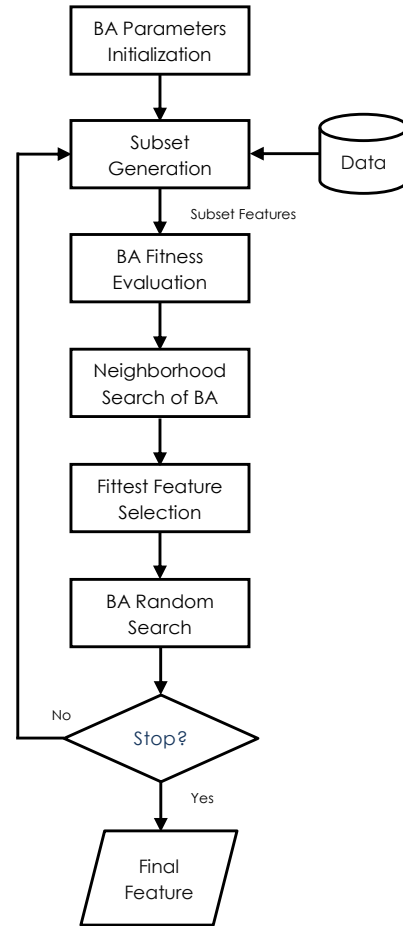 BA Parameters
Initialization
Subset
Generation
Data
Subset Features
BA Fitness
Evaluation
Neighborhood
Search of BA
Fittest Feature
Selection
BA Random
Search
No
Stop?
Yes
Final
Feature